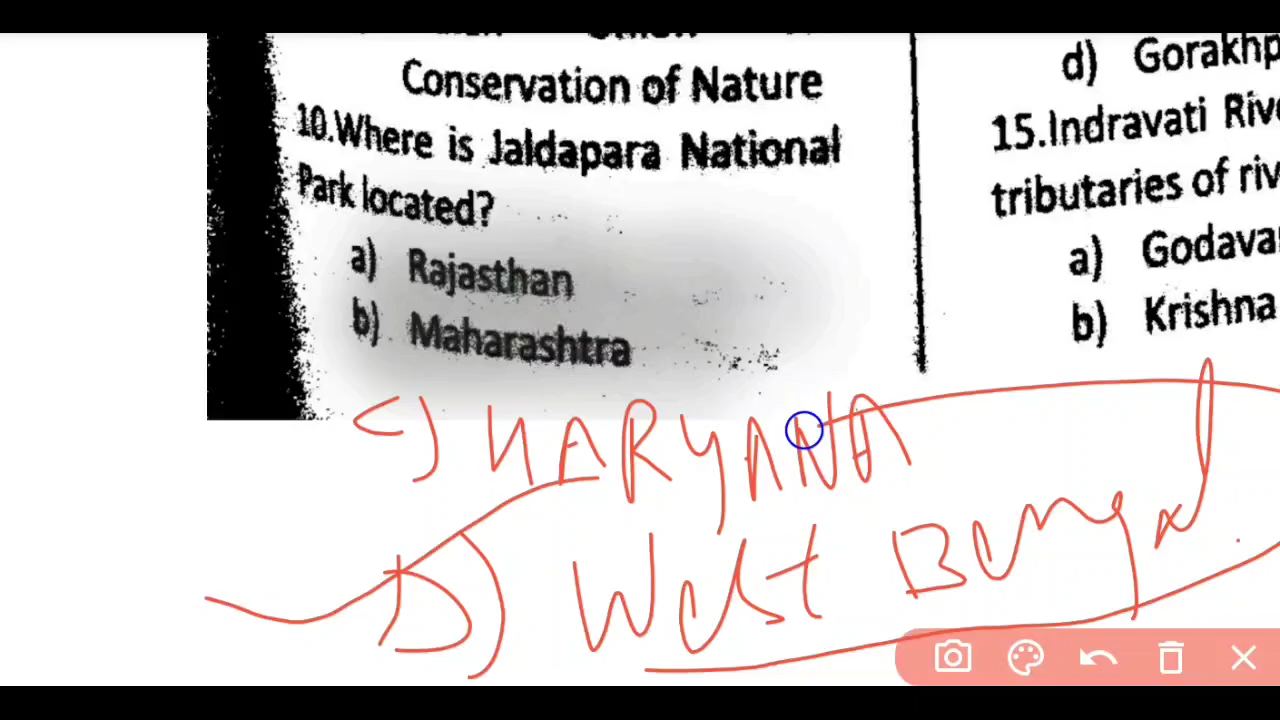 Conservation of Nature
10.Where is Jaldapara National
Park located?
a) Rajasthan
b) Maharashtra
c) HARYANA
D) West Bengal
d) Gorakhp
15.Indravati Riv
tributaries of riv
a) Godava
b) Krishna